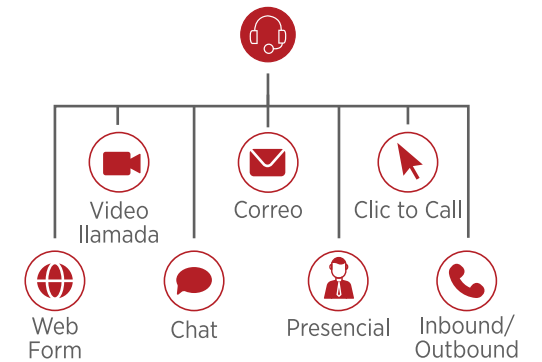 Video
llamada
Correo
Clic to Call
Web
Form
Chat
Presencial
Inbound/
Outbound